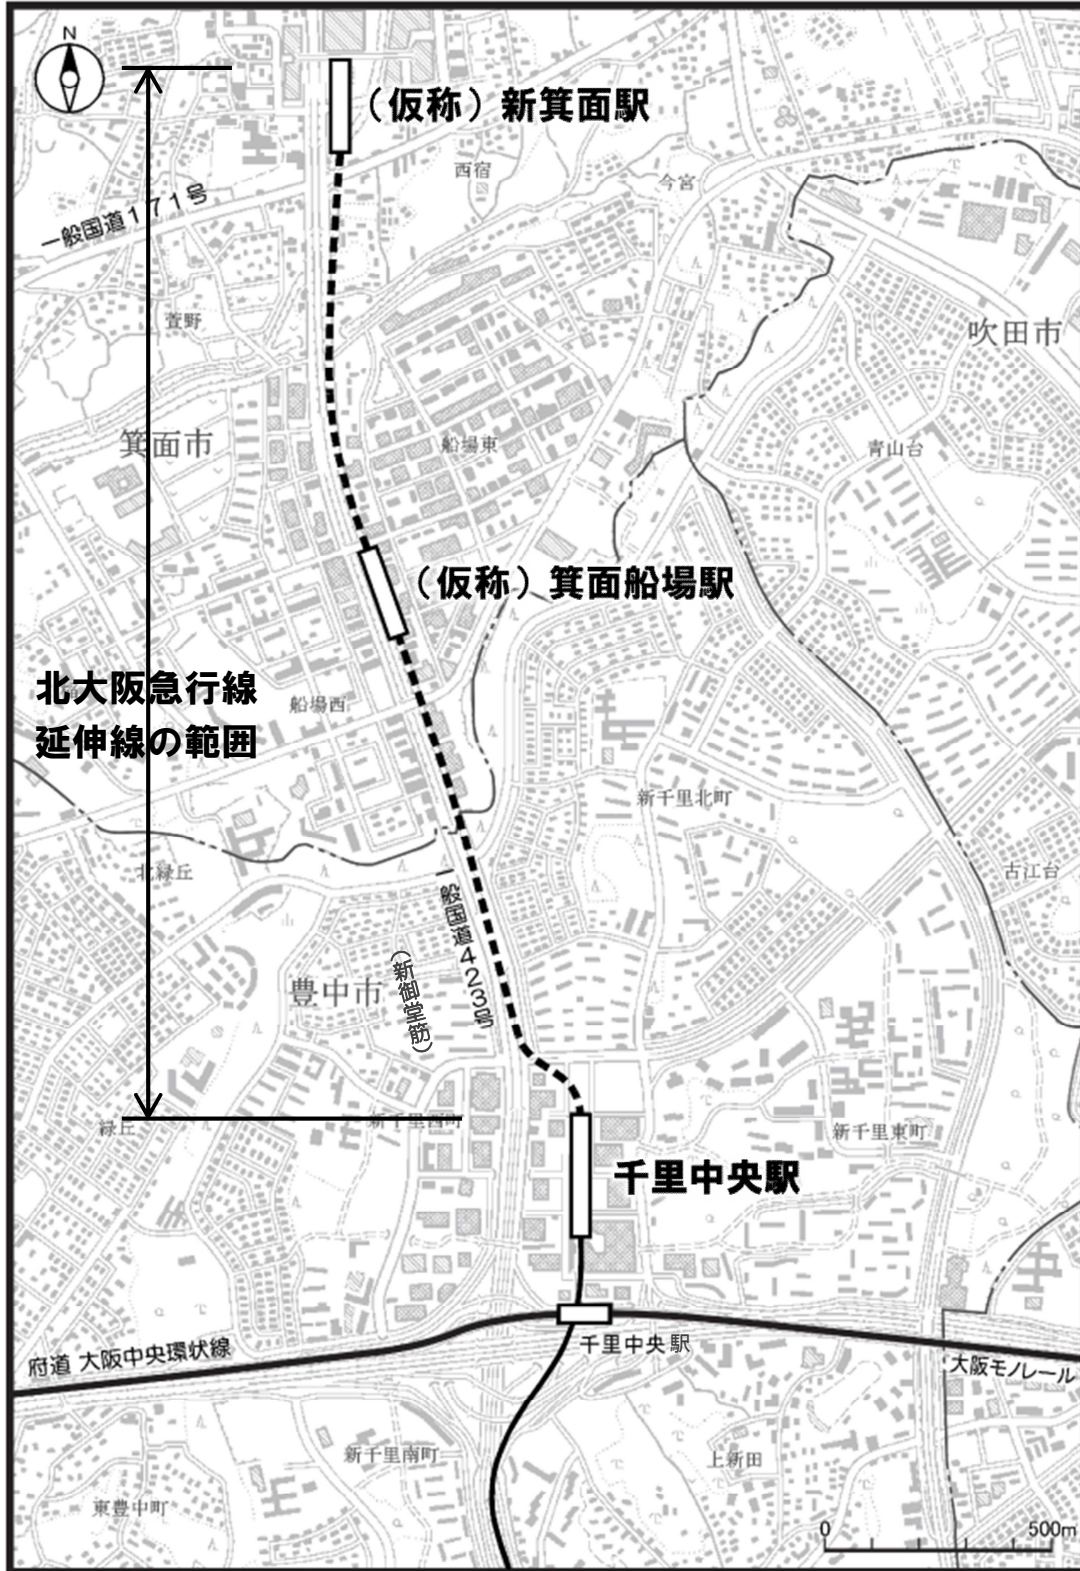 N
（仮称）新箕面駅
西宿
今宮
一般国道171号
萱野
吹田市
箕面市
船場東
青山台
（仮称）箕面船場駅
北大阪急行線
延伸線の範囲
船場西
新千里北町
北緑丘
古江台
一般国道423号
（新御堂筋）
豊中市
新千里西町
緑丘
新千里東町
千里中央駅
千里中央駅
府道 大阪中央環状線
大阪モノレール
新千里南町
上新田
東豊中町
0
500m